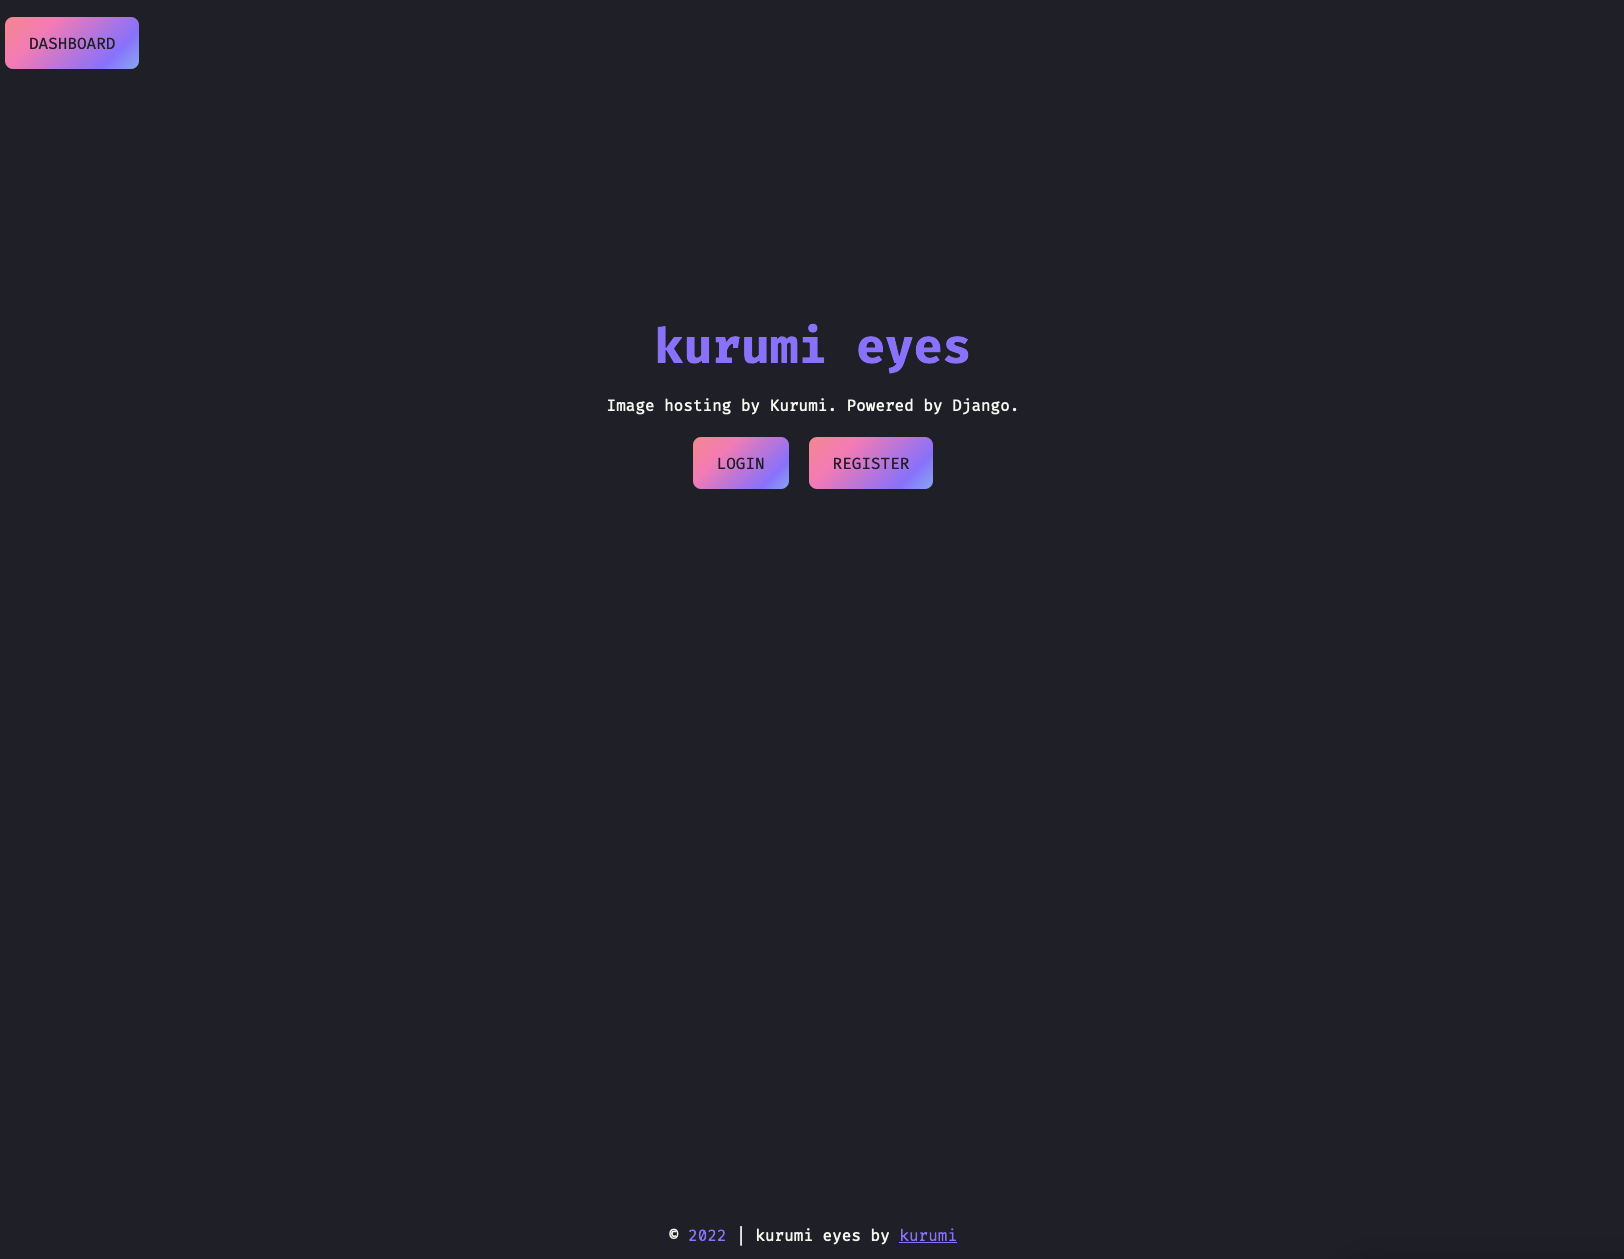 DASHBOARD
kurumi eyes
Image hosting by Kurumi. Powered by Django.
LOGIN REGISTER
© 2022 | kurumi eyes by kurumi